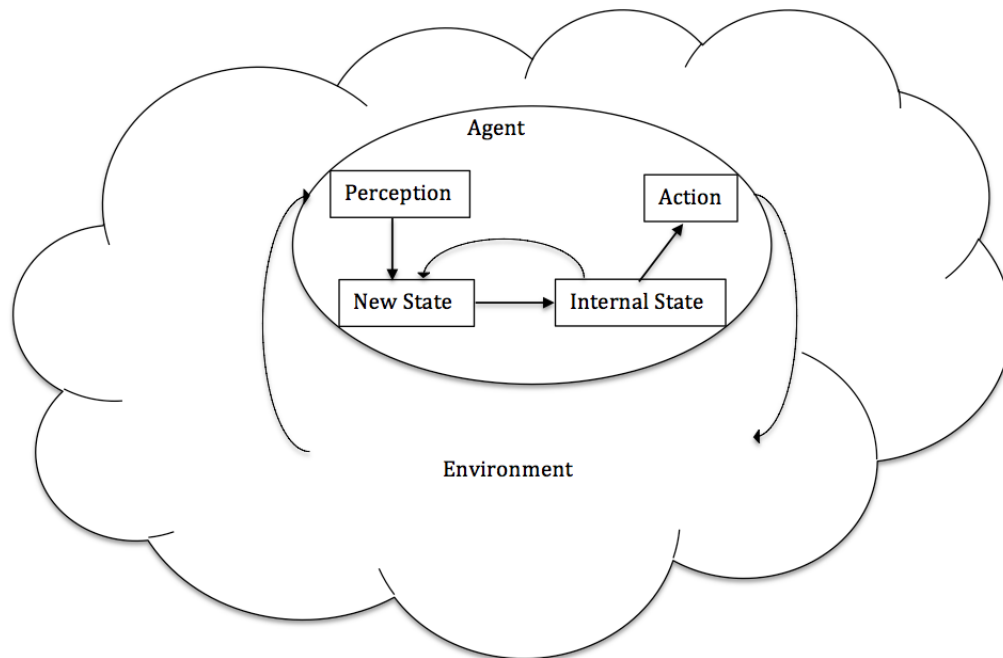 Agent
Perception
Action
New State
Internal State
Environment